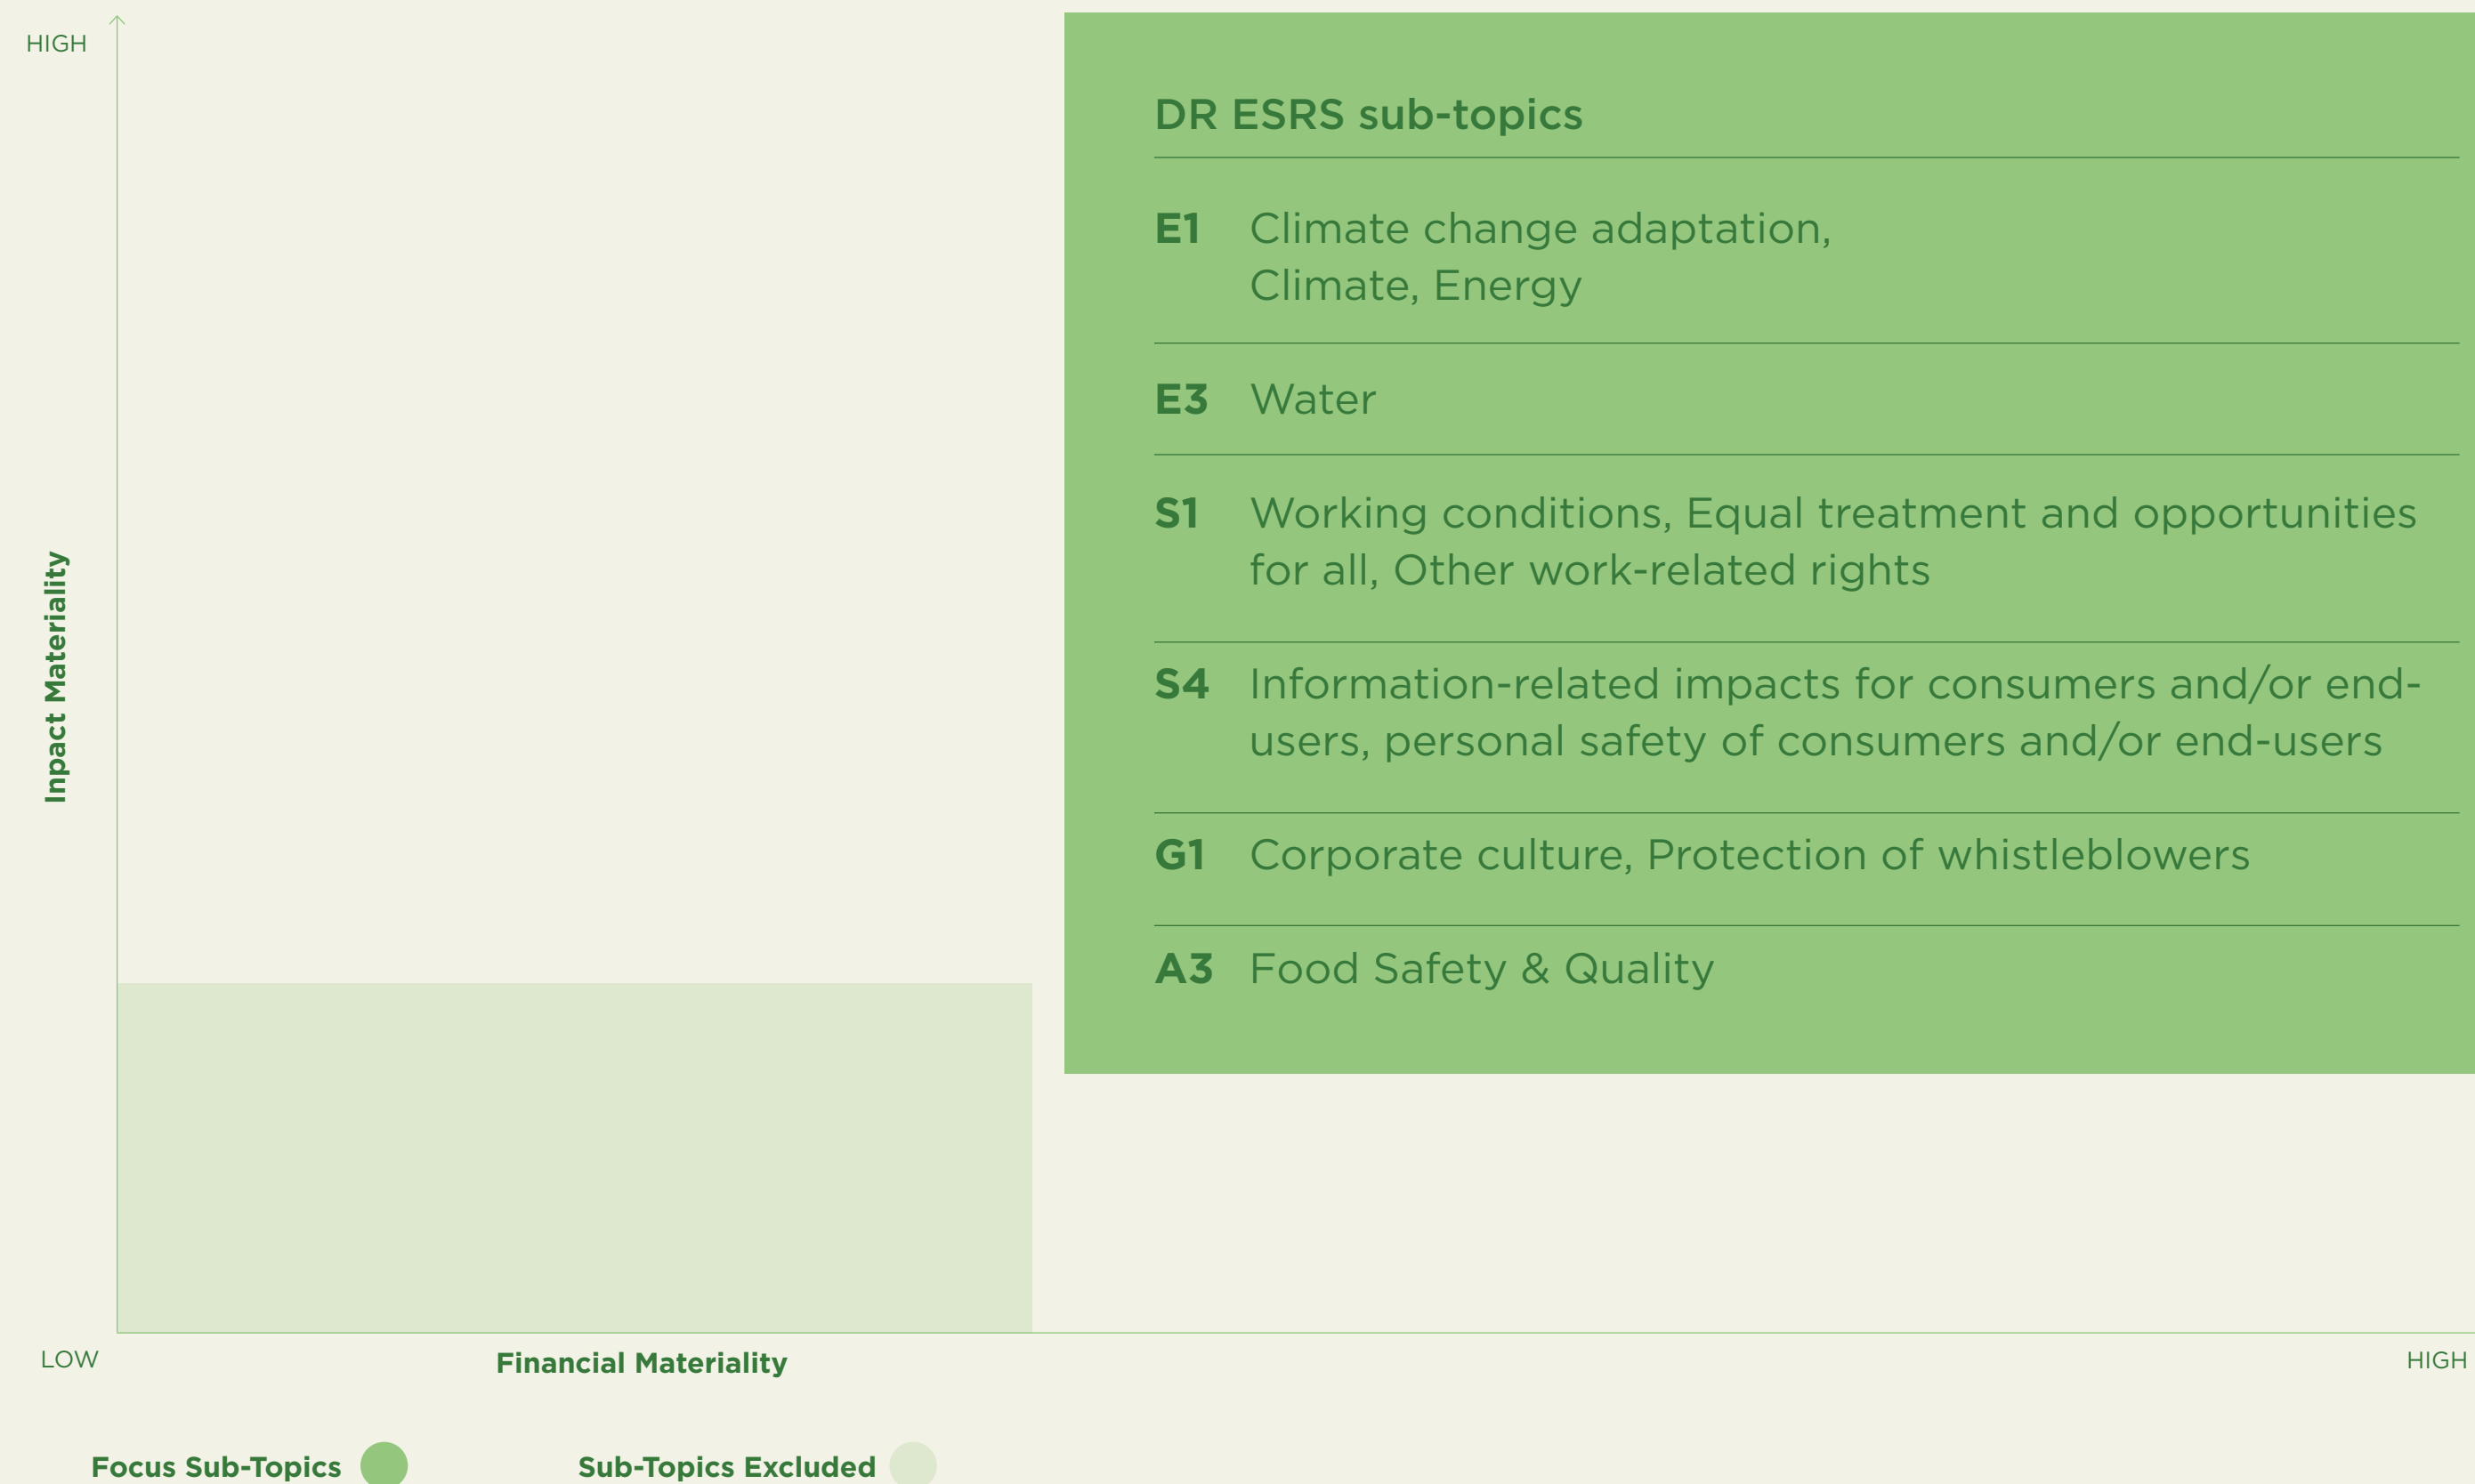 HIGH
DR ESRS sub-topics
E1 Climate change adaptation,
Climate, Energy
E3 Water
S1 Working conditions, Equal treatment and opportunities
for all, Other work-related rights
S4 Information-related impacts for consumers and/or end-
users, personal safety of consumers and/or end-users
G1 Corporate culture, Protection of whistleblowers
A3 Food Safety & Quality
Inpact Materiality
LOW
Financial Materiality
HIGH
Focus Sub-Topics
Sub-Topics Excluded